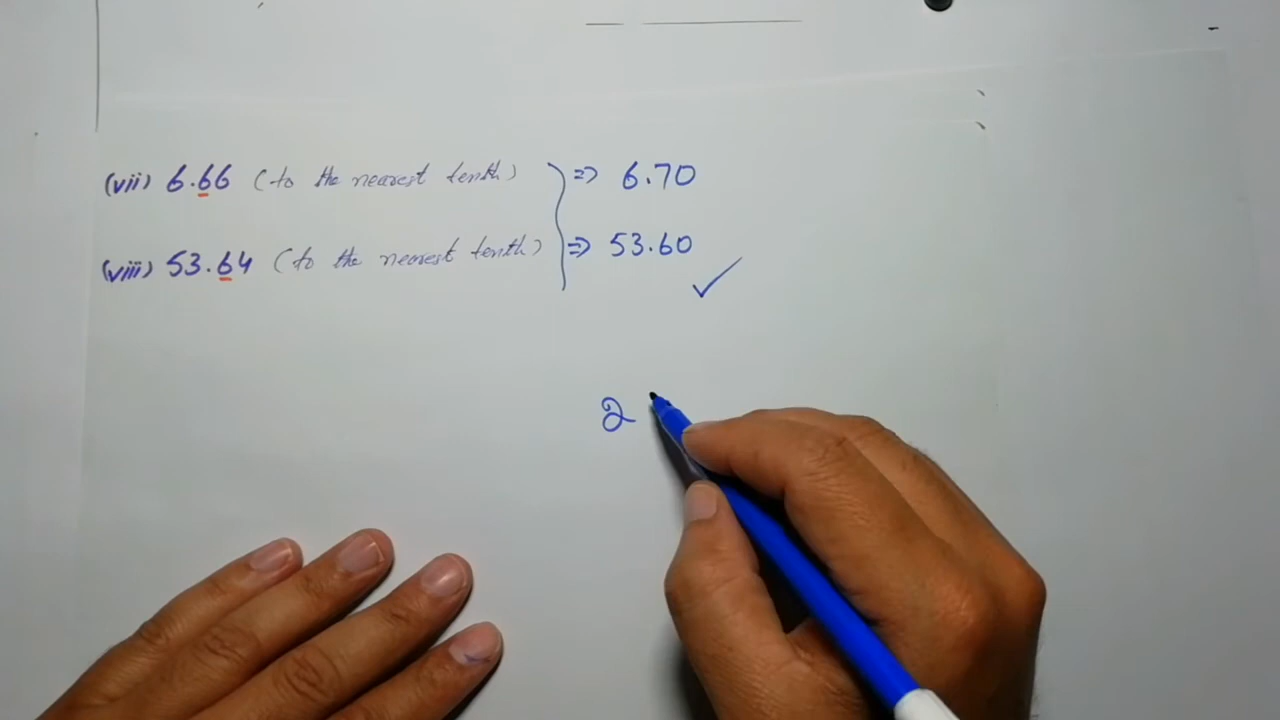 (vii) 6.66 (to the nearest tenth) => 6.70
(viii) 53.64 (to the nearest tenth) => 53.60
2